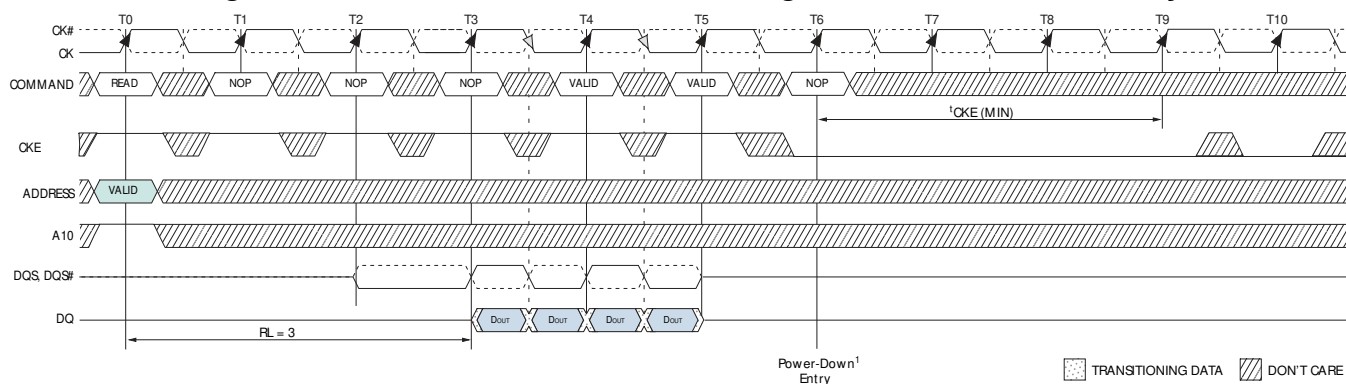 T0 T1 T2 T3 T4 T5 T6 T7 T8 T9 T10
CK#
CK
COMMAND READ NOP NOP NOP VALID VALID NOP
tCKE (MIN)
CKE
ADDRESS VALID
A10
DQS, DQS#
DQ DOUT DOUT DOUT DOUT
RL = 3
Power-Down1
Entry
TRANSITIONING DATA DON'T CARE